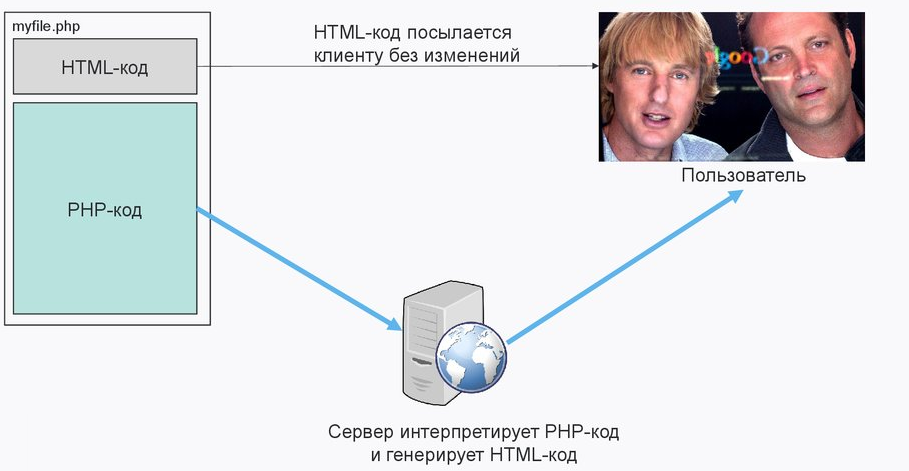 myfile.php
HTML-код
HTML-код посылается
клиенту без изменений
Google
Пользователь
PHP-код
Сервер интерпретирует PHP-код
и генерирует HTML-код